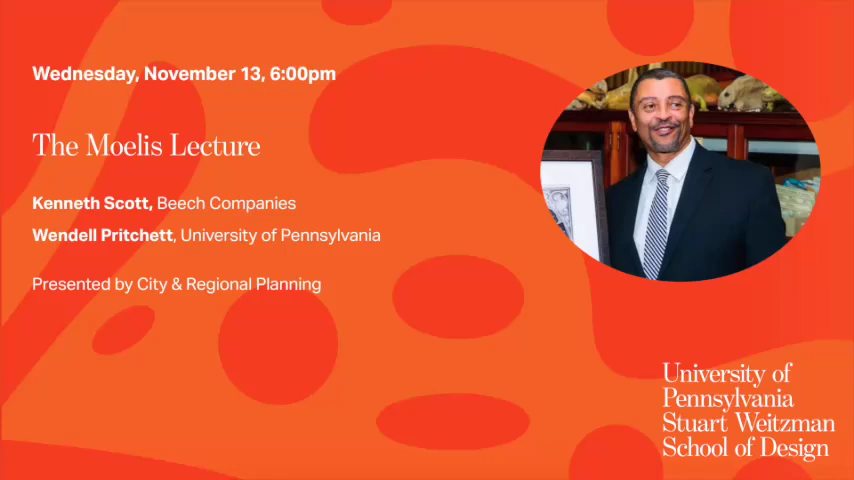 Wednesday, November 13, 6:00pm
The Moelis Lecture
Kenneth Scott, Beech Companies
Wendell Pritchett, University of Pennsylvania
Presented by City & Regional Planning
University of
Pennsylvania
Stuart Weitzman
School of Design